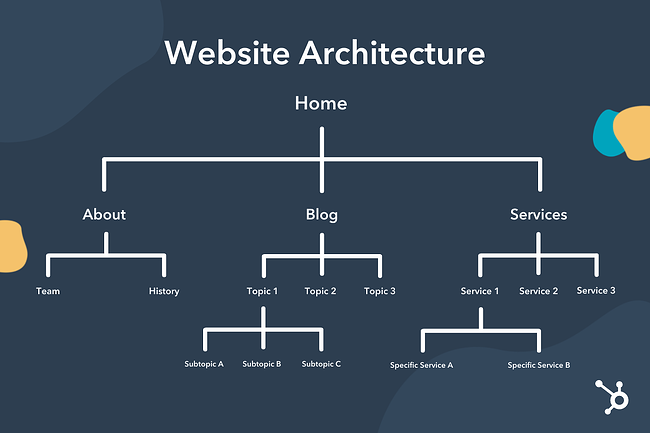 Website Architecture
Home
About Blog Services
Team History Topic 1 Topic 2 Topic 3 Service 1 Service 2 Service 3
Subtopic A Subtopic B Subtopic C Specific Service A Specific Service B